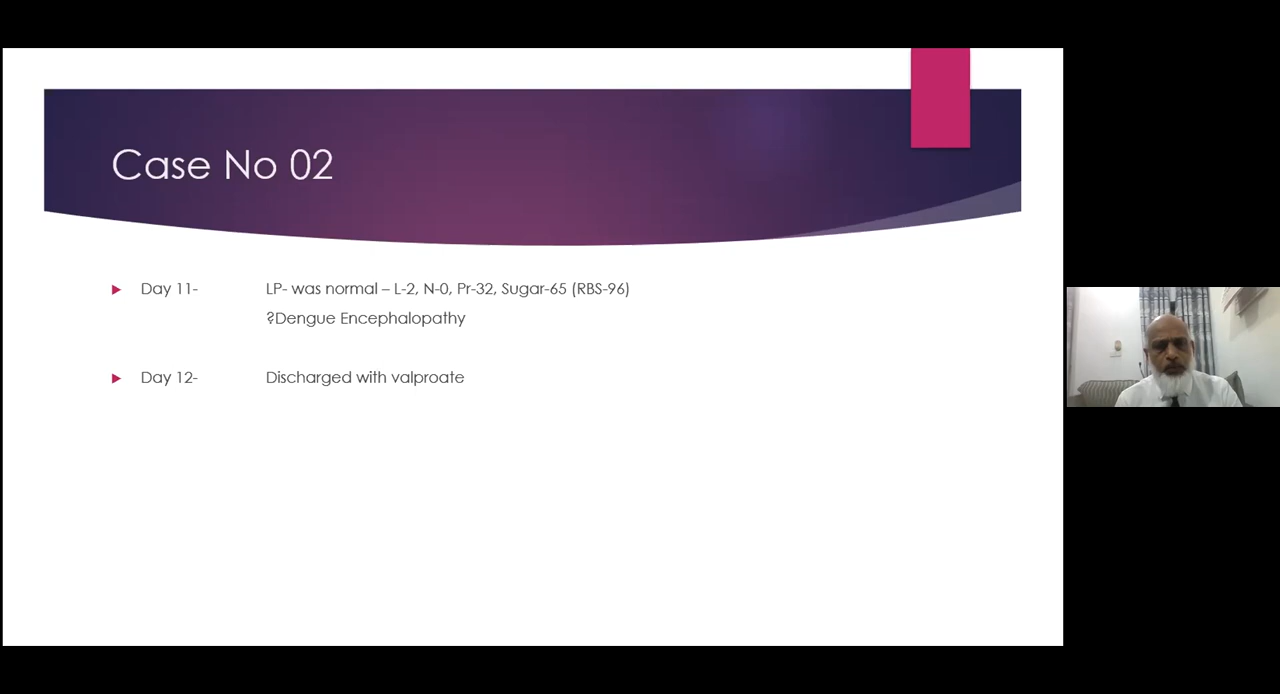 Case No 02
Day 11- LP- was normal – L-2, N-0, Pr-32, Sugar-65 (RBS-96)
?Dengue Encephalopathy
Day 12- Discharged with valproate